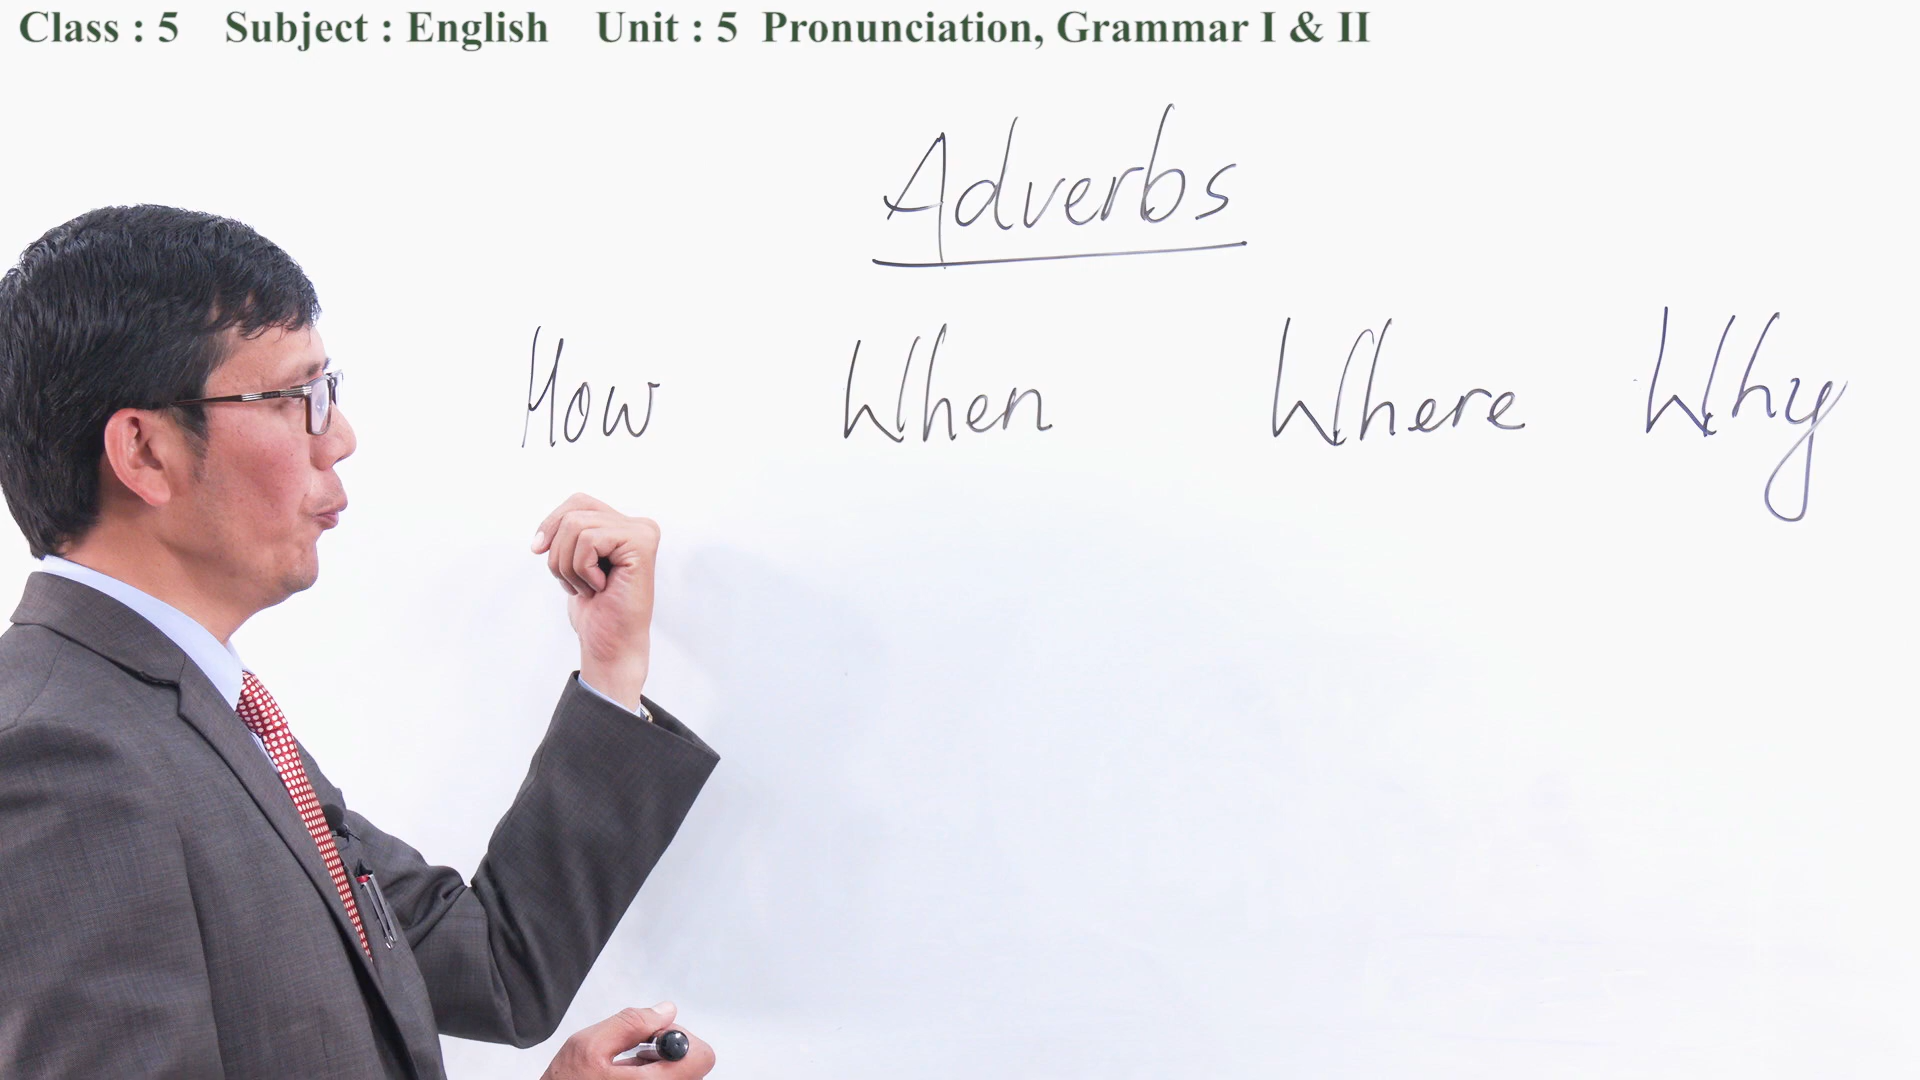 Class : 5 Subject : English Unit : 5 Pronunciation, Grammar I & II
Adverbs
How When Where Why